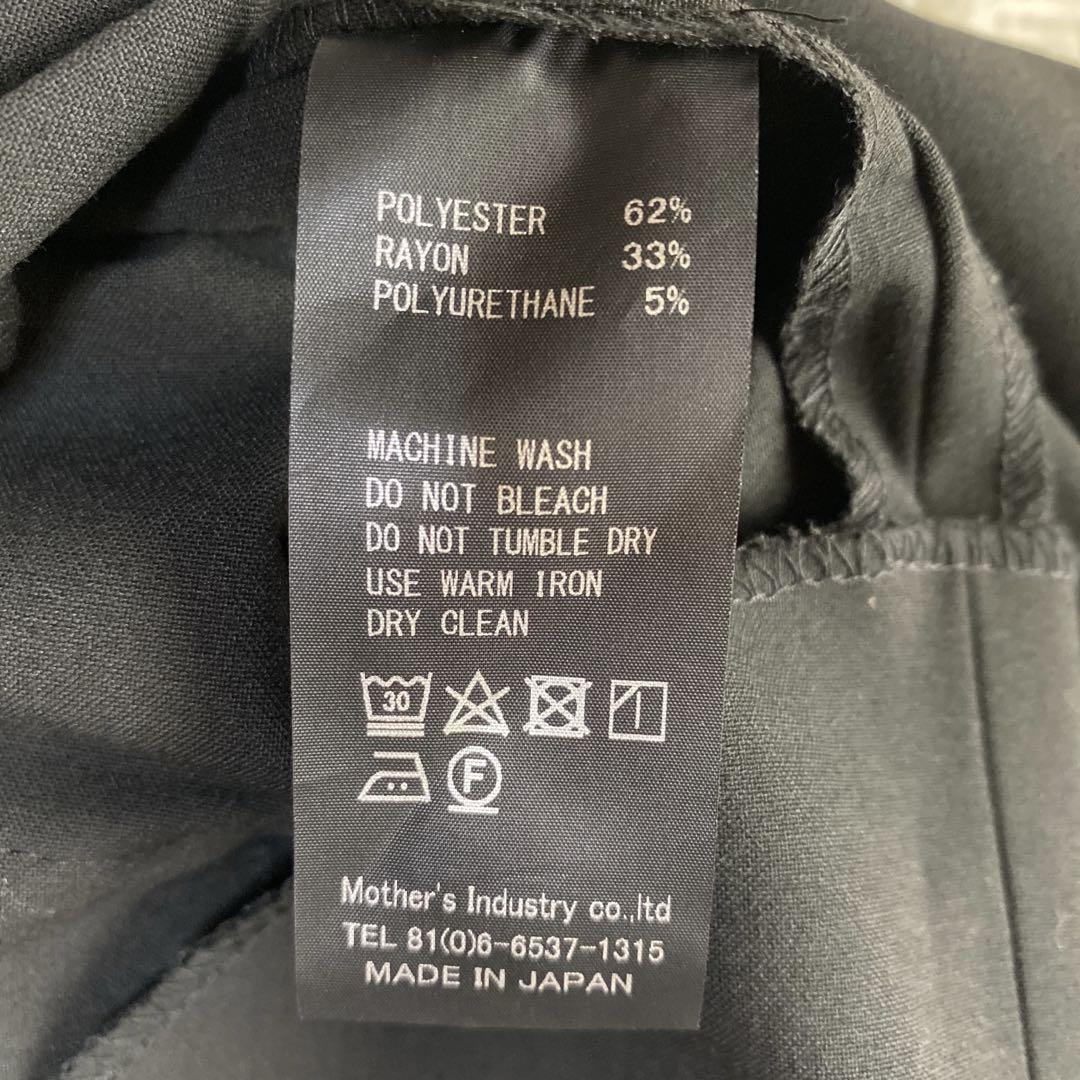 POLYESTER 62%
RAYON 33%
POLYURETHANE 5%
MACHINE WASH
DO NOT BLEACH
DO NOT TUMBLE DRY
USE WARM IRON
DRY CLEAN
30
F
Mother's Industry co.,ltd
TEL 81(0)6-6537-1315
MADE IN JAPAN